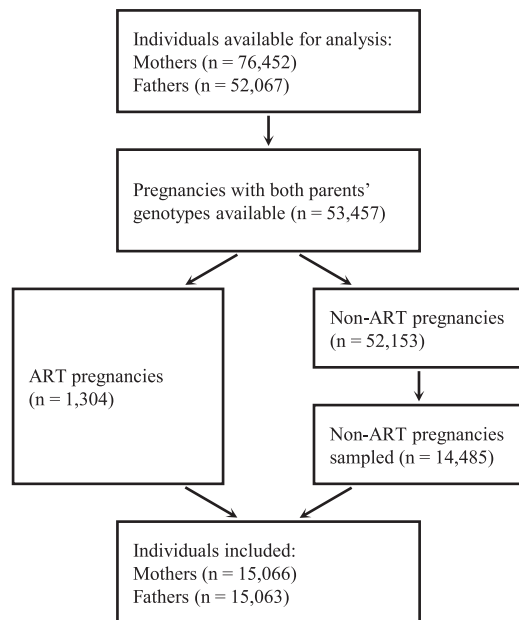 Individuals available for analysis:
Mothers (n = 76,452)
Fathers (n = 52,067)
Pregnancies with both parents’
genotypes available (n = 53,457)
ART pregnancies
(n = 1,304)
Non-ART pregnancies
(n = 52,153)
Non-ART pregnancies
sampled (n = 14,485)
Individuals included:
Mothers (n = 15,066)
Fathers (n = 15,063)